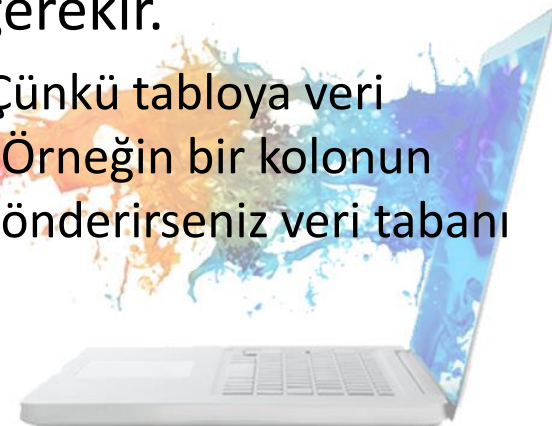 gerekir.
Çünkü tabloya veri
Örneğin bir kolonun
önderirseniz veri tabanı